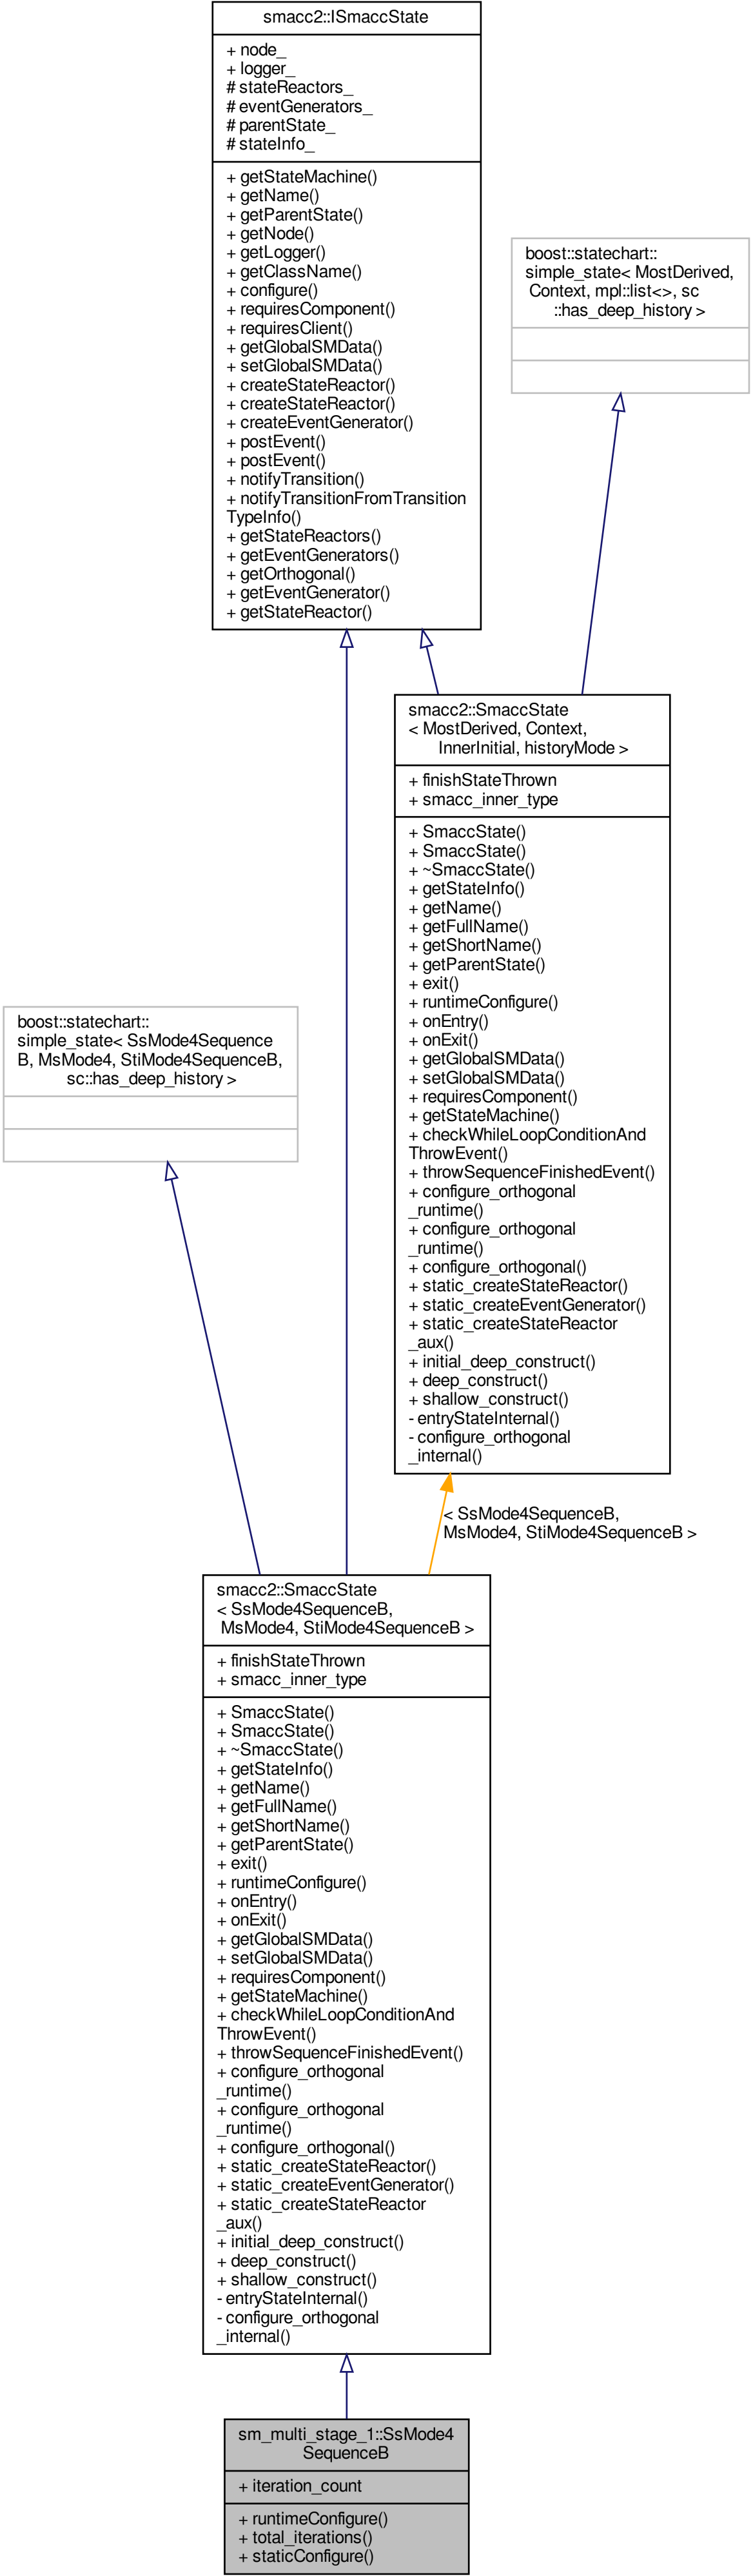 smacc2::ISmaccState
+ node_
+ logger_
# stateReactors_
# eventGenerators_
# parentState_
# stateInfo_
+ getStateMachine()
+ getName()
+ getParentState()
+ getNode()
+ getLogger()
+ getClassName()
+ configure()
+ requiresComponent()
+ requiresClient()
+ getGlobalSMData()
+ setGlobalSMData()
+ createStateReactor()
+ createStateReactor()
+ createEventGenerator()
+ postEvent()
+ postEvent()
+ notifyTransition()
+ notifyTransitionFromTransition
TypeInfo()
+ getStateReactors()
+ getEventGenerators()
+ getOrthogonal()
+ getEventGenerator()
+ getStateReactor()
boost::statechart::
simple_state< MostDerived,
Context, mpl::list<>, sc
::has_deep_history >
smacc2::SmaccState
< MostDerived, Context,
InnerInitial, historyMode >
+ finishStateThrown
+ smacc_inner_type
+ SmaccState()
+ SmaccState()
+ ~SmaccState()
+ getStateInfo()
+ getName()
+ getFullName()
+ getShortName()
+ getParentState()
+ exit()
+ runtimeConfigure()
+ onEntry()
+ onExit()
+ getGlobalSMData()
+ setGlobalSMData()
+ requiresComponent()
+ getStateMachine()
+ checkWhileLoopConditionAnd
ThrowEvent()
+ throwSequenceFinishedEvent()
+ configure_orthogonal
_runtime()
+ configure_orthogonal
_runtime()
+ configure_orthogonal()
+ static_createStateReactor()
+ static_createEventGenerator()
+ static_createStateReactor
_aux()
+ initial_deep_construct()
+ deep_construct()
+ shallow_construct()
- entryStateInternal()
- configure_orthogonal
_internal()
boost::statechart::
simple_state< SsMode4Sequence
B, MsMode4, StiMode4SequenceB,
sc::has_deep_history >
< SsMode4SequenceB,
MsMode4, StiMode4SequenceB >
smacc2::SmaccState
< SsMode4SequenceB,
MsMode4, StiMode4SequenceB >
+ finishStateThrown
+ smacc_inner_type
+ SmaccState()
+ SmaccState()
+ ~SmaccState()
+ getStateInfo()
+ getName()
+ getFullName()
+ getShortName()
+ getParentState()
+ exit()
+ runtimeConfigure()
+ onEntry()
+ onExit()
+ getGlobalSMData()
+ setGlobalSMData()
+ requiresComponent()
+ getStateMachine()
+ checkWhileLoopConditionAnd
ThrowEvent()
+ throwSequenceFinishedEvent()
+ configure_orthogonal
_runtime()
+ configure_orthogonal
_runtime()
+ configure_orthogonal()
+ static_createStateReactor()
+ static_createEventGenerator()
+ static_createStateReactor
_aux()
+ initial_deep_construct()
+ deep_construct()
+ shallow_construct()
- entryStateInternal()
- configure_orthogonal
_internal()
sm_multi_stage_1::SsMode4
SequenceB
+ iteration_count
+ runtimeConfigure()
+ total_iterations()
+ staticConfigure()